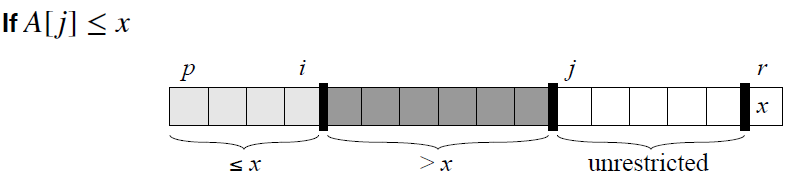 If A[j] ≤ x
p i j r
x
≤ x > x unrestricted